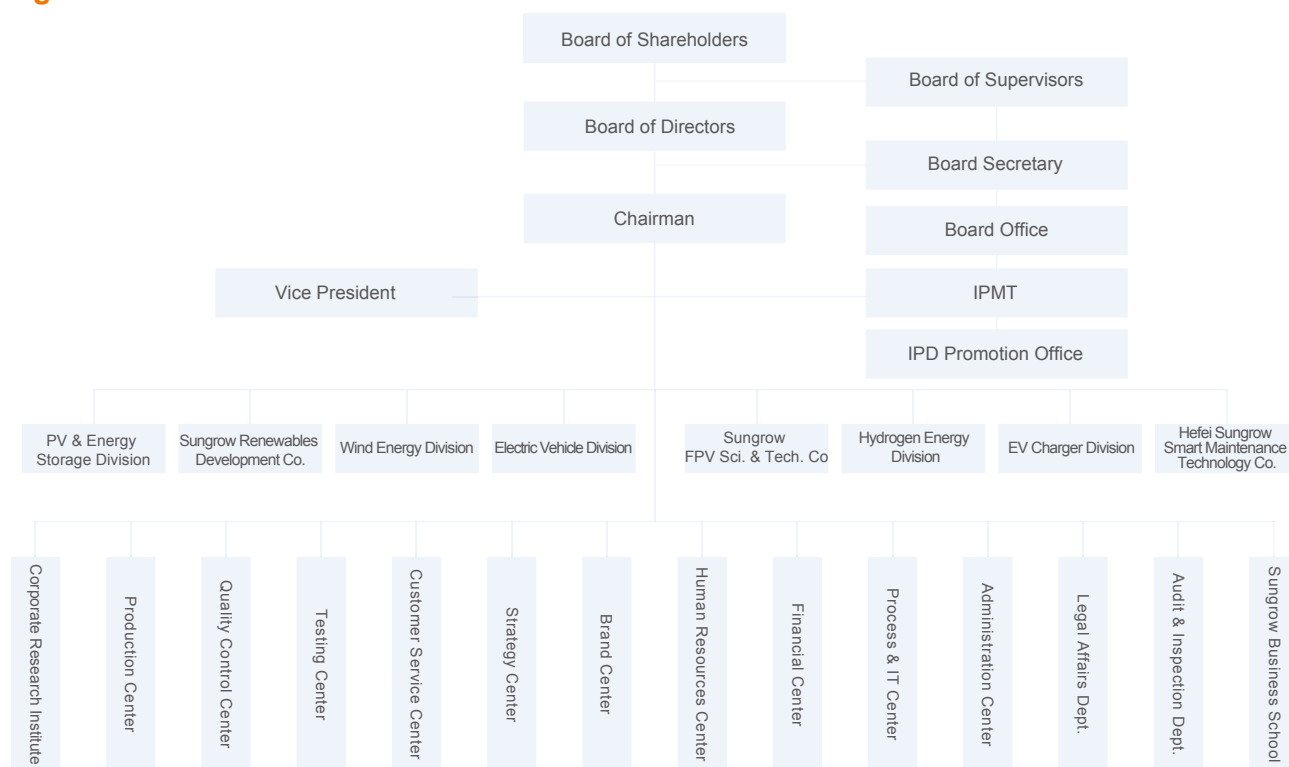 Board of Shareholders
Board of Supervisors
Board of Directors
Board Secretary
Chairman
Board Office
Vice President
IPMT
IPD Promotion Office
PV & Energy
Storage Division
Sungrow Renewables
Development Co.
Wind Energy Division
Electric Vehicle Division
Sungrow
FPV Sci. & Tech. Co
Hydrogen Energy
Division
EV Charger Division
Hefei Sungrow
Smart Maintenance
Technology Co.
Corporate Research Institute
Production Center
Quality Control Center
Testing Center
Customer Service Center
Strategy Center
Brand Center
Human Resources Center
Financial Center
Process & IT Center
Administration Center
Legal Affairs Dept.
Audit & Inspection Dept.
Sungrow Business School